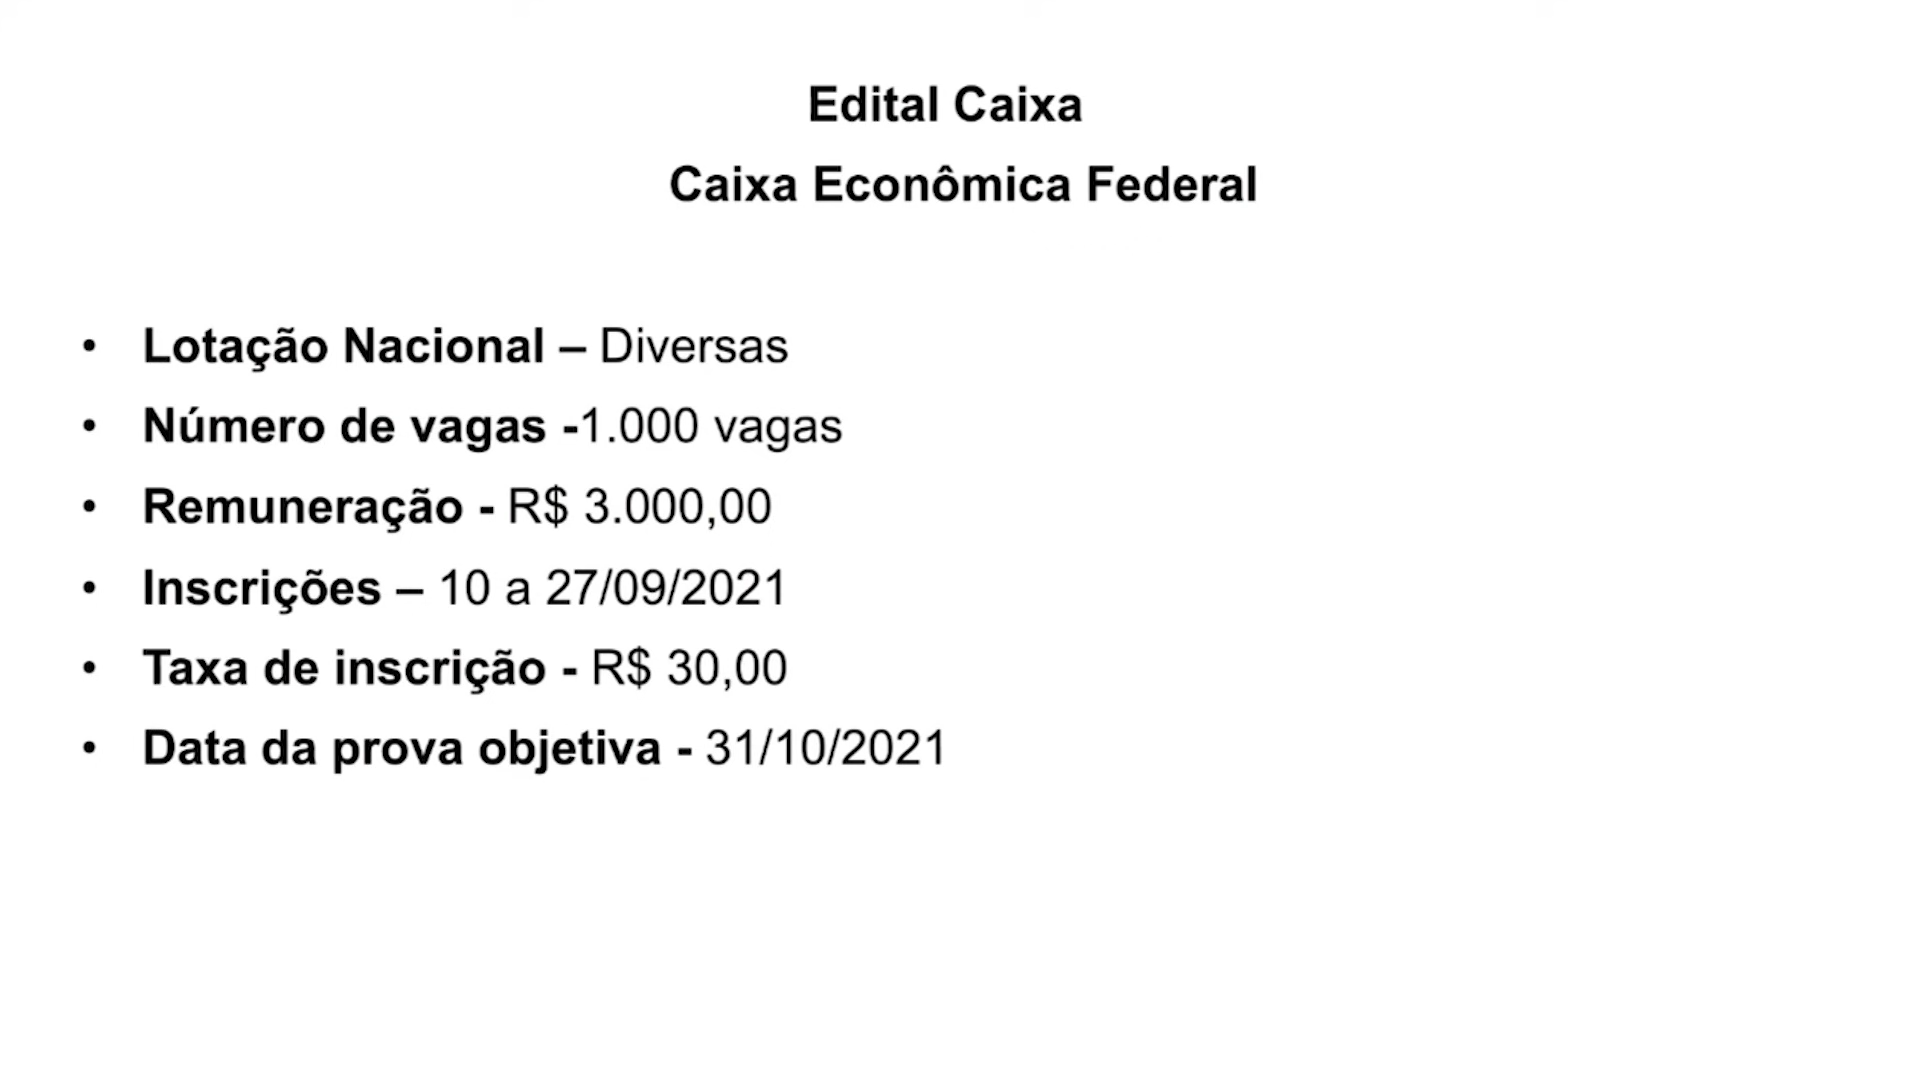 Edital Caixa
Caixa Econômica Federal
• Lotação Nacional – Diversas
• Número de vagas -1.000 vagas
• Remuneração - R$ 3.000,00
• Inscrições – 10 a 27/09/2021
• Taxa de inscrição - R$ 30,00
• Data da prova objetiva - 31/10/2021